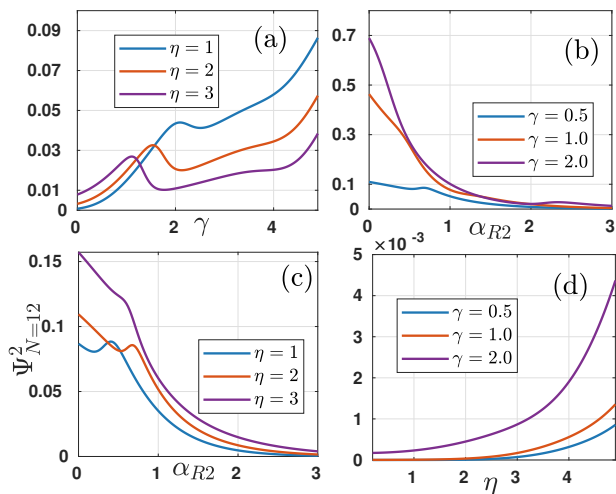 0.09
0.07
0.05
0.03
0.01
0
2
4
γ
(a)
η = 1
η = 2
η = 3
0.7
0.5
0.3
0.1
0
0
1
2
3
α_{R2}
(b)
γ = 0.5
γ = 1.0
γ = 2.0
Ψ²_{N=12}
0.15
0.1
0.05
0
0
1
2
3
α_{R2}
(c)
η = 1
η = 2
η = 3
×10⁻³
5
4
3
2
1
0
1
2
3
4
η
(d)
γ = 0.5
γ = 1.0
γ = 2.0